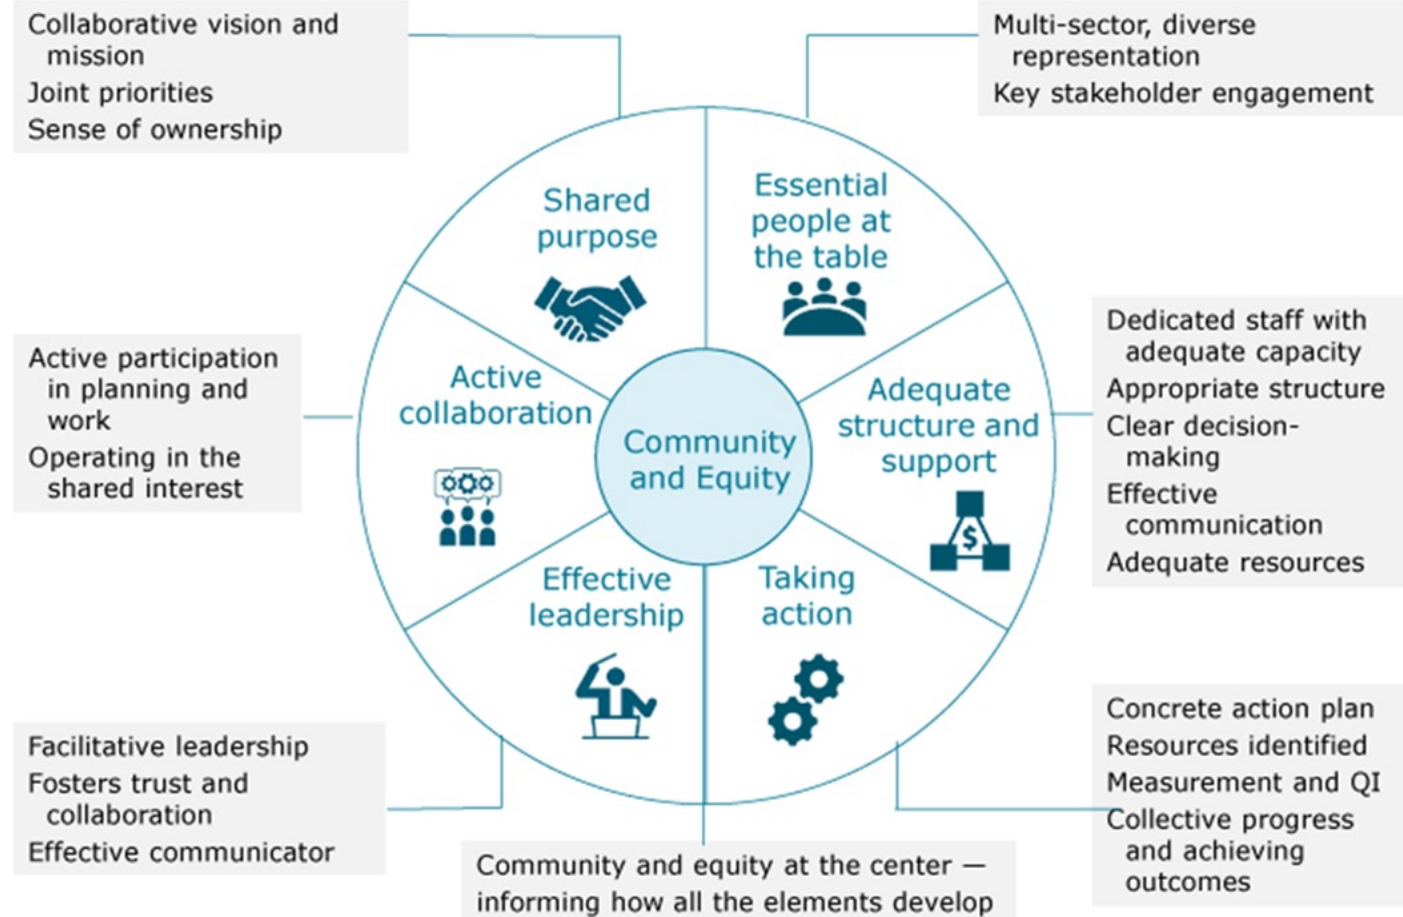 Collaborative vision and
mission
Joint priorities
Sense of ownership
Multi-sector, diverse
representation
Key stakeholder engagement
Shared
purpose
Essential
people at
the table
Active participation
in planning and
work
Operating in the
shared interest
Active
collaboration
Community
and Equity
Adequate
structure and
support
$
Dedicated staff with
adequate capacity
Appropriate structure
Clear decision-
making
Effective
communication
Adequate resources
Effective
leadership
Taking
action
Facilitative leadership
Fosters trust and
collaboration
Effective communicator
Concrete action plan
Resources identified
Measurement and QI
Collective progress
and achieving
outcomes
Community and equity at the center —
informing how all the elements develop